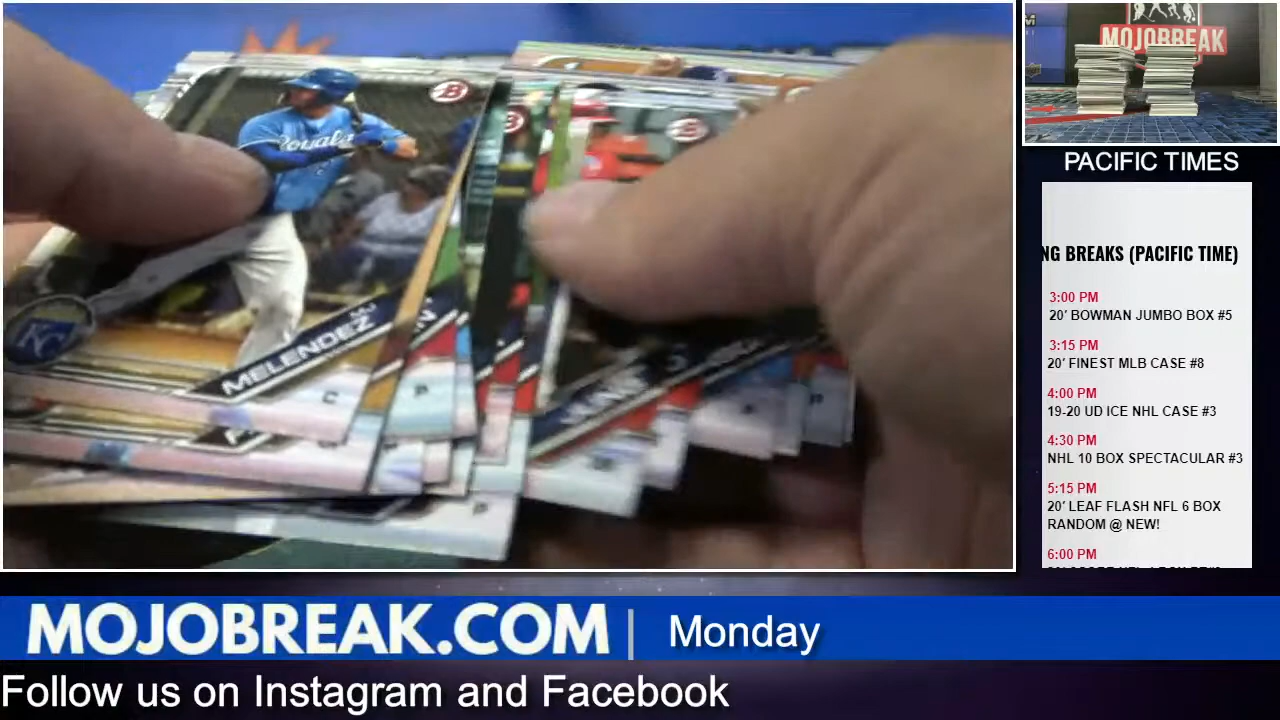 Royals
B
B
B
KC
MJ
MELENDEZ
C
MOJOBREAK
PACIFIC TIMES
NG BREAKS (PACIFIC TIME)
3:00 PM
20' BOWMAN JUMBO BOX #5
3:15 PM
20' FINEST MLB CASE #8
4:00 PM
19-20 UD ICE NHL CASE #3
4:30 PM
NHL 10 BOX SPECTACULAR #3
5:15 PM
20' LEAF FLASH NFL 6 BOX
RANDOM @ NEW!
6:00 PM
MOJOBREAK.COM | Monday
Follow us on Instagram and Facebook